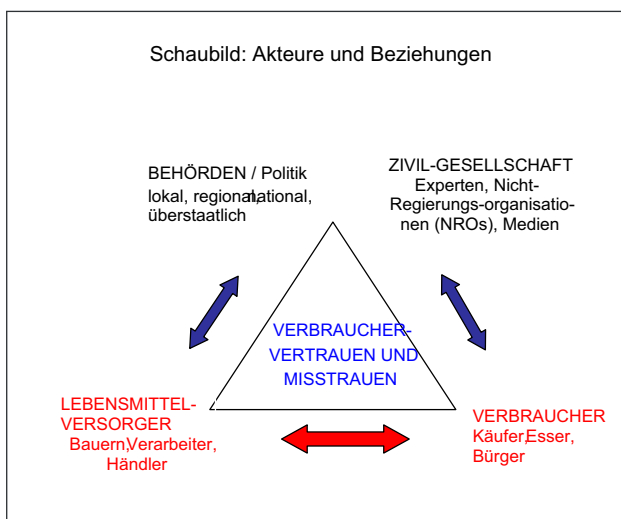 Schaubild: Akteure und Beziehungen
BEHÖRDEN / Politik
lokal, regional, national,
überstaatlich
ZIVIL-GESELLSCHAFT
Experten, Nicht-
Regierungs-organisatio-
nen (NROs), Medien
VERBRAUCHER-
VERTRAUEN UND
MISSTRAUEN
LEBENSMITTEL-
VERSORGER
Bauern, Verarbeiter,
Händler
VERBRAUCHER
Käufer, Esser,
Bürger